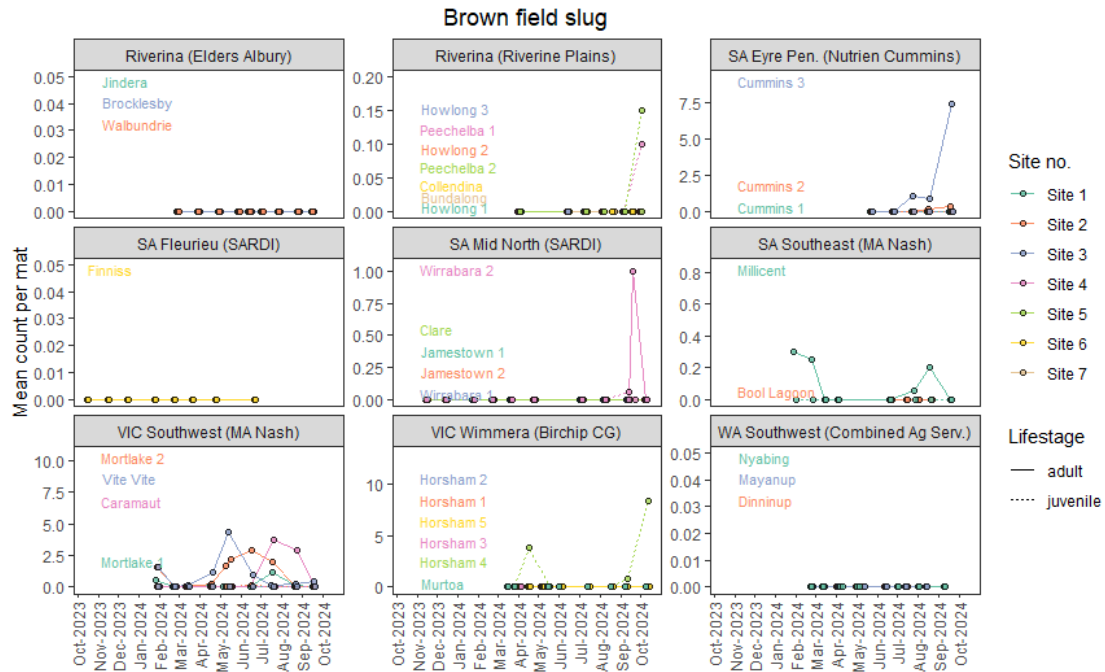 Brown field slug
Riverina (Elders Albury)
0.05
0.04
0.03
0.02
0.01
0.00
Jindera
Brocklesby
Walbundrie
Riverina (Riverine Plains)
0.20
0.15
0.10
0.05
0.00
Howlong 3
Peechelba 1
Howlong 2
Peechelba 2
Collendina
Bundalong
Howlong 1
SA Eyre Pen. (Nutrien Cummins)
7.5
5.0
2.5
0.0
Cummins 3
Cummins 2
Cummins 1
Mean count per mat
SA Fleurieu (SARDI)
0.05
0.04
0.03
0.02
0.01
0.00
Finniss
SA Mid North (SARDI)
1.00
0.75
0.50
0.25
0.00
Wirrabara 2
Clare
Jamestown 1
Jamestown 2
Wirrabara 1
SA Southeast (MA Nash)
0.8
0.6
0.4
0.2
0.0
Millicent
Bool Lagoon
VIC Southwest (MA Nash)
10.0
7.5
5.0
2.5
0.0
Mortlake 2
Vite Vite
Caramaut
Mortlake 1
VIC Wimmera (Birchip CG)
10
5
0
Horsham 2
Horsham 1
Horsham 5
Horsham 3
Horsham 4
Murtoa
WA Southwest (Combined Ag Serv.)
0.05
0.04
0.03
0.02
0.01
0.00
Nyabing
Mayanup
Dinninup
Oct-2023
Nov-2023
Dec-2023
Jan-2024
Feb-2024
Mar-2024
Apr-2024
May-2024
Jun-2024
Jul-2024
Aug-2024
Sep-2024
Oct-2024
Oct-2023
Nov-2023
Dec-2023
Jan-2024
Feb-2024
Mar-2024
Apr-2024
May-2024
Jun-2024
Jul-2024
Aug-2024
Sep-2024
Oct-2024
Oct-2023
Nov-2023
Dec-2023
Jan-2024
Feb-2024
Mar-2024
Apr-2024
May-2024
Jun-2024
Jul-2024
Aug-2024
Sep-2024
Oct-2024
Site no.
Site 1
Site 2
Site 3
Site 4
Site 5
Site 6
Site 7
Lifestage
adult
juvenile